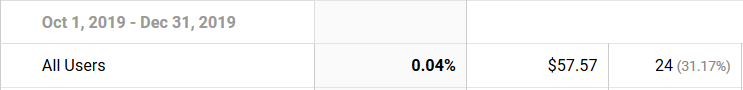 Oct 1, 2019 - Dec 31, 2019
All Users 0.04% $57.57 24 (31.17%)